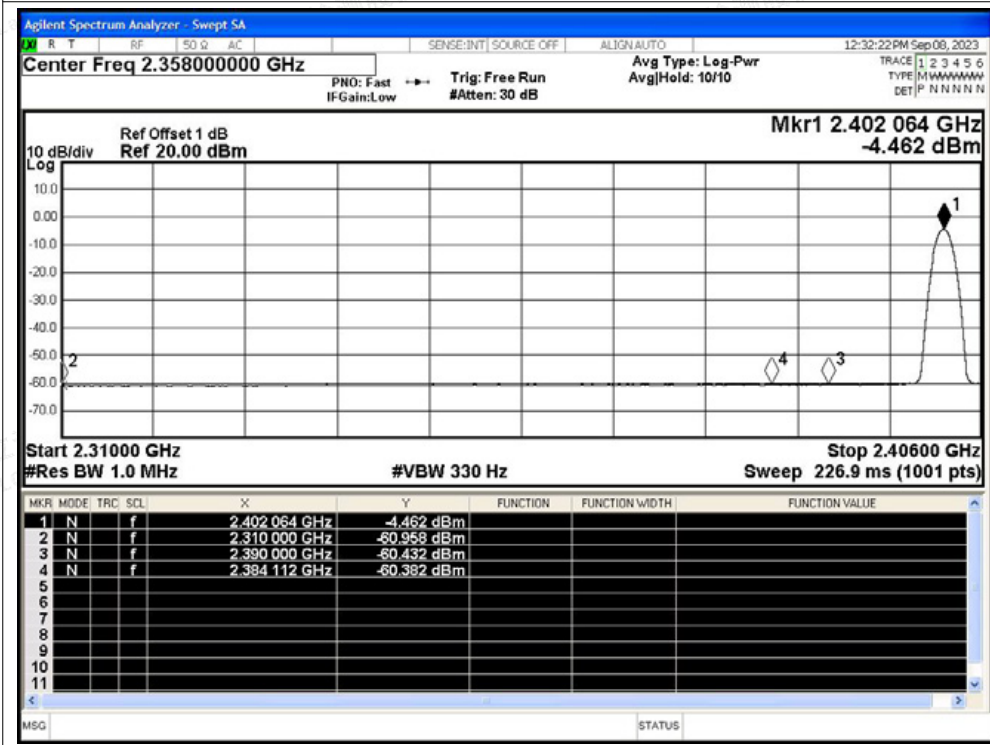 Agilent Spectrum Analyzer - Swept SA
LXI R T RF 50 Ω AC SENSE:INT SOURCE OFF ALIGN AUTO 12:32:22 PM Sep 08, 2023
Center Freq 2.358000000 GHz
PNO: Fast
IFGain:Low
Trig: Free Run
#Atten: 30 dB
Avg Type: Log-Pwr
Avg|Hold: 10/10
TRACE 1 2 3 4 5 6
TYPE M W W W W W
DET P N N N N N
Ref Offset 1 dB
10 dB/div Ref 20.00 dBm
Log
Mkr1 2.402 064 GHz
-4.462 dBm
10.0
0.00
-10.0
-20.0
-30.0
-40.0
-50.0
-60.0
-70.0
1
2
4
3
Start 2.31000 GHz Stop 2.40600 GHz
#Res BW 1.0 MHz #VBW 330 Hz Sweep 226.9 ms (1001 pts)
MKR MODE TRC SCL X Y FUNCTION FUNCTION WIDTH FUNCTION VALUE
1 N f 2.402 064 GHz -4.462 dBm
2 N f 2.310 000 GHz -60.958 dBm
3 N f 2.390 000 GHz -60.432 dBm
4 N f 2.384 112 GHz -60.382 dBm
5
6
7
8
9
10
11
MSG STATUS